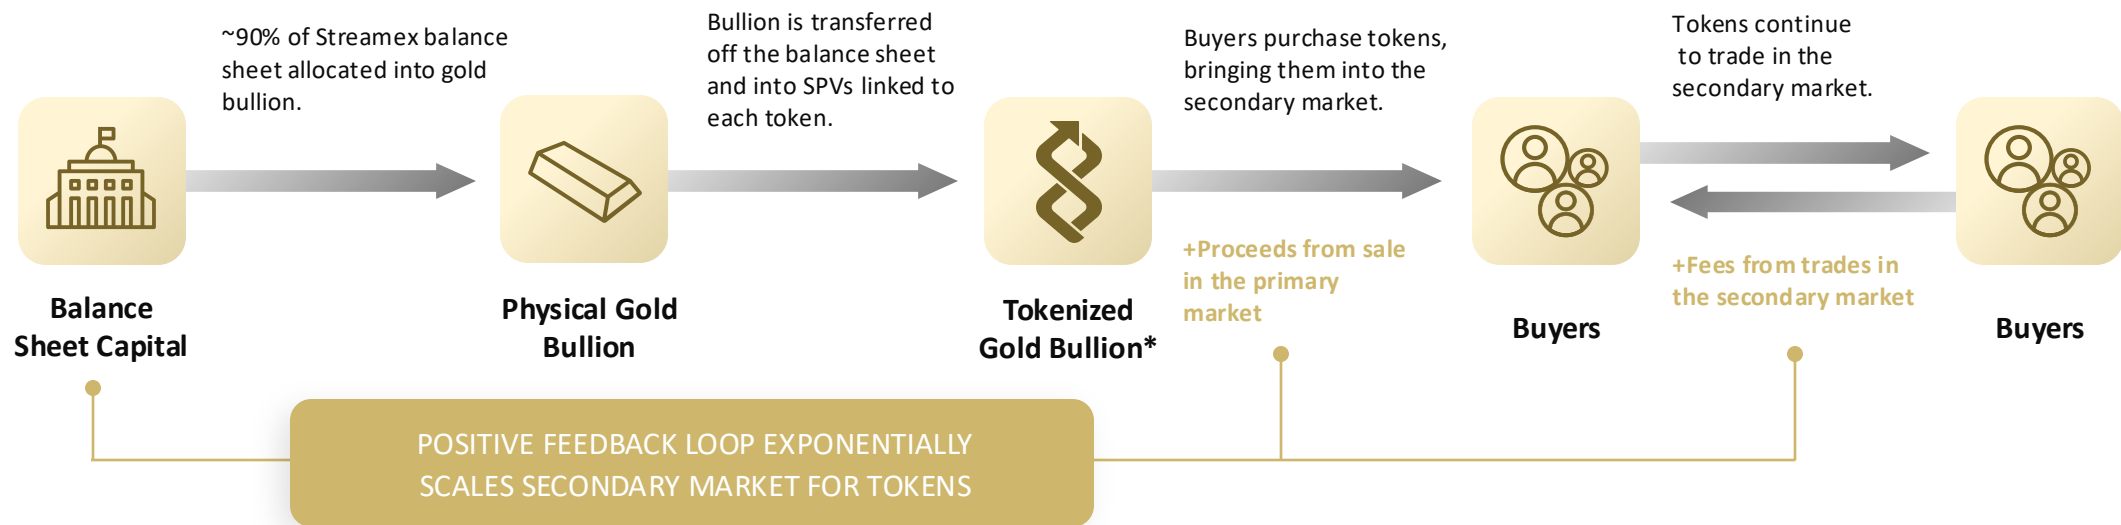 ~90% of Streamex balance
sheet allocated into gold
bullion.
Bullion is transferred
off the balance sheet
and into SPVs linked to
each token.
Buyers purchase tokens,
bringing them into the
secondary market.
Tokens continue
to trade in the
secondary market.
+Proceeds from sale
in the primary
market
+Fees from trades in
the secondary market
Balance
Sheet Capital
Physical Gold
Bullion
Tokenized
Gold Bullion*
Buyers
Buyers
POSITIVE FEEDBACK LOOP EXPONENTIALLY
SCALES SECONDARY MARKET FOR TOKENS